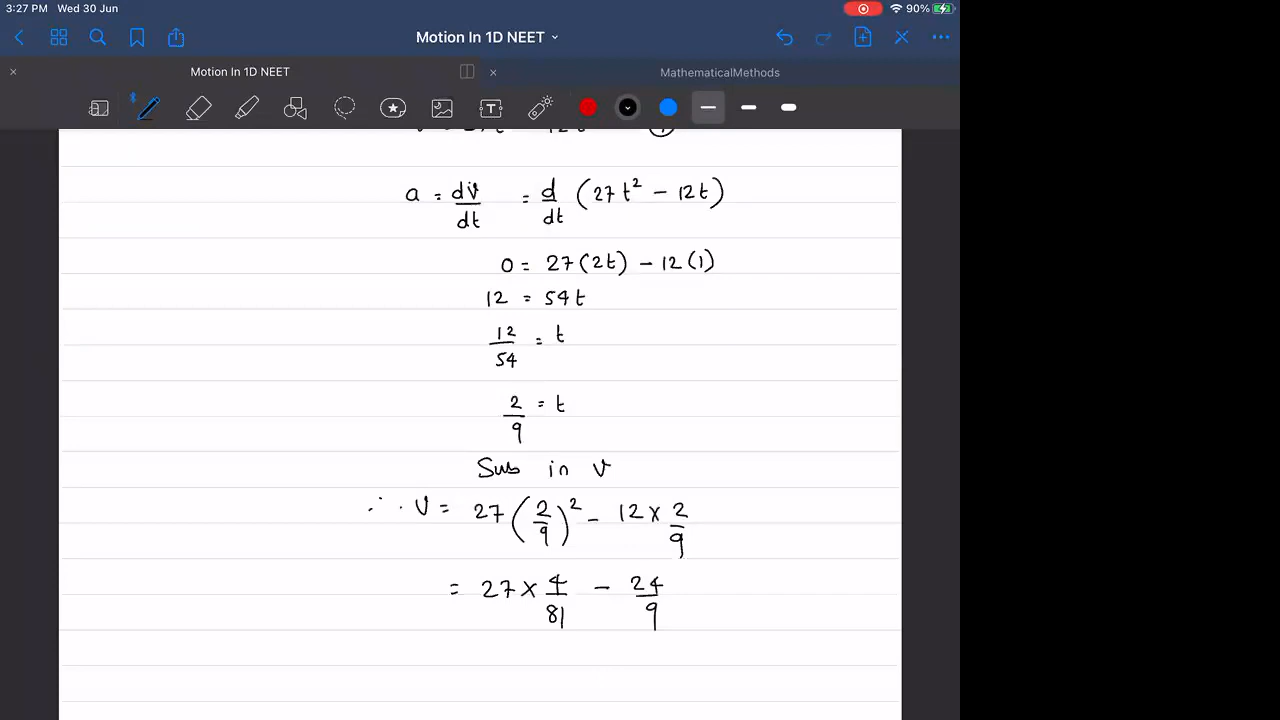 3:27 PM Wed 30 Jun 90%
Motion In 1D NEET
Motion In 1D NEET MathematicalMethods
a = dv/dt = d/dt (27t² − 12t)
0 = 27(2t) − 12(1)
12 = 54t
12/54 = t
2/9 = t
Sub in v
∴ v = 27(2/9)² − 12 × 2/9
= 27 × 4/81 − 24/9